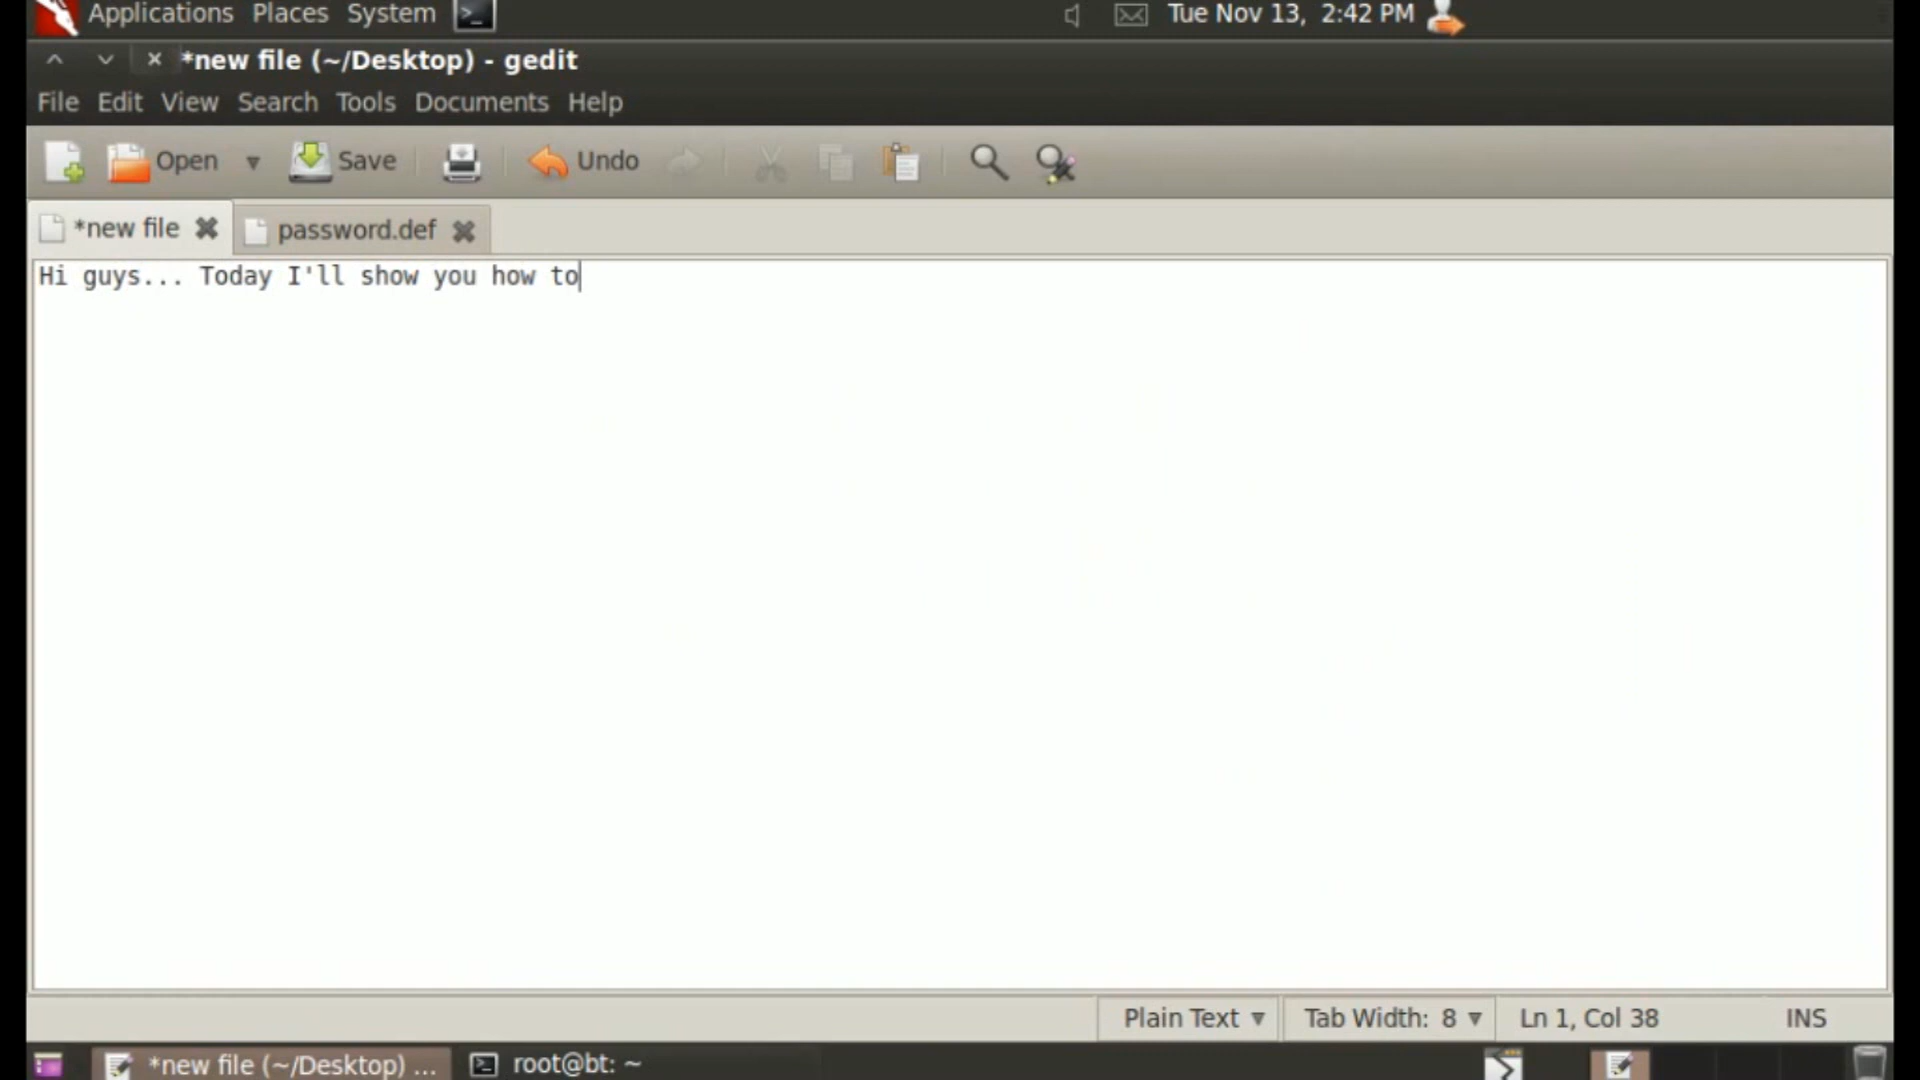 Applications Places System
Tue Nov 13, 2:42 PM
*new file (~/Desktop) - gedit
File Edit View Search Tools Documents Help
Open Save Undo
*new file password.def
Hi guys... Today I'll show you how to
Plain Text Tab Width: 8 Ln 1, Col 38 INS
*new file (~/Desktop) ... root@bt: ~